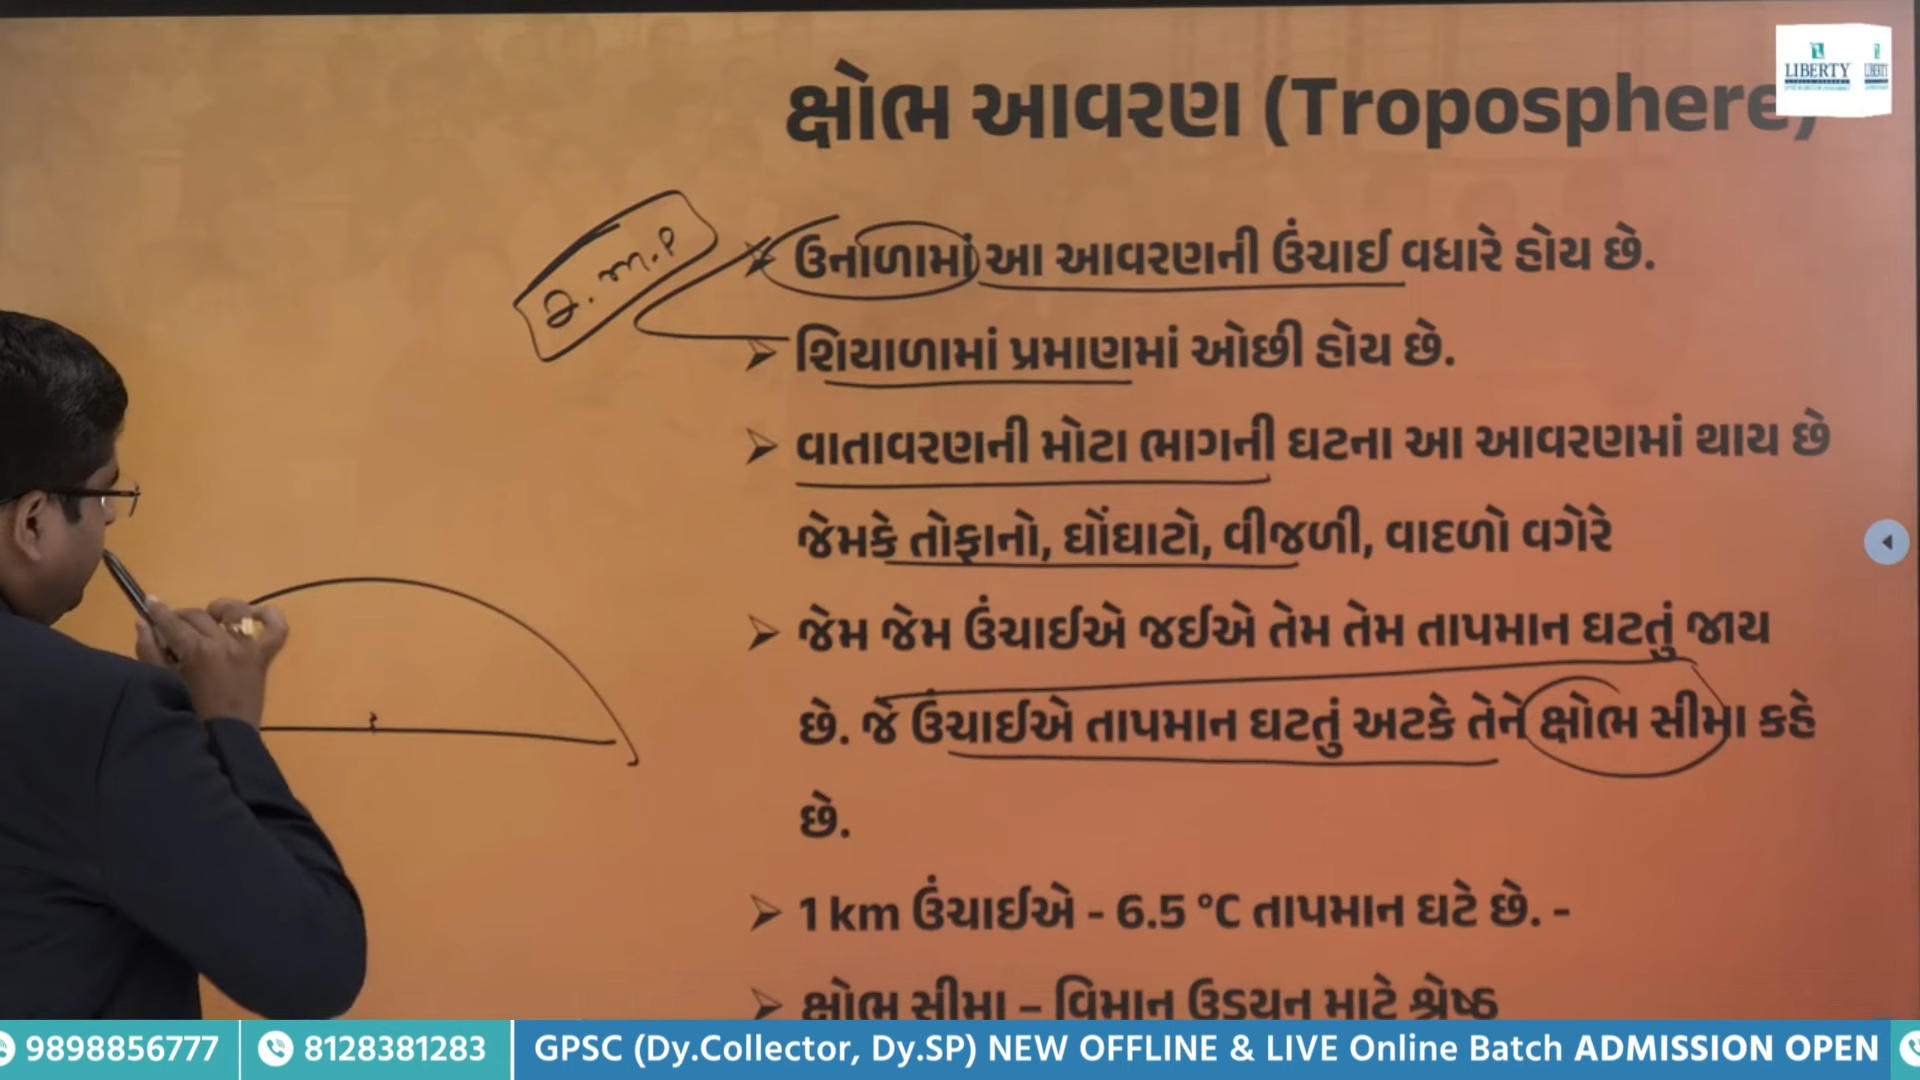 LIBERTY
LIBERTY
ક્ષોભ આવરણ (Troposphere)
I.M.P
➢ ઉનાળામાં આ આવરણની ઉંચાઈ વધારે હોય છે.
➢ શિયાળામાં પ્રમાણમાં ઓછી હોય છે.
➢ વાતાવરણની મોટા ભાગની ઘટના આ આવરણમાં થાય છે
જેમકે તોફાનો, ઘોંઘાટો, વીજળી, વાદળો વગેરે
➢ જેમ જેમ ઉંચાઈએ જઈએ તેમ તેમ તાપમાન ઘટતું જાય
છે. જે ઉંચાઈએ તાપમાન ઘટતું અટકે તેને ક્ષોભ સીમા કહે
છે.
➢ 1 km ઉંચાઈએ - 6.5 °C તાપમાન ઘટે છે. -
➢ ક્ષોભ સીમા – વિમાન ઉડ્ડયન માટે શ્રેષ્ઠ
9898856777 8128381283 GPSC (Dy.Collector, Dy.SP) NEW OFFLINE & LIVE Online Batch ADMISSION OPEN